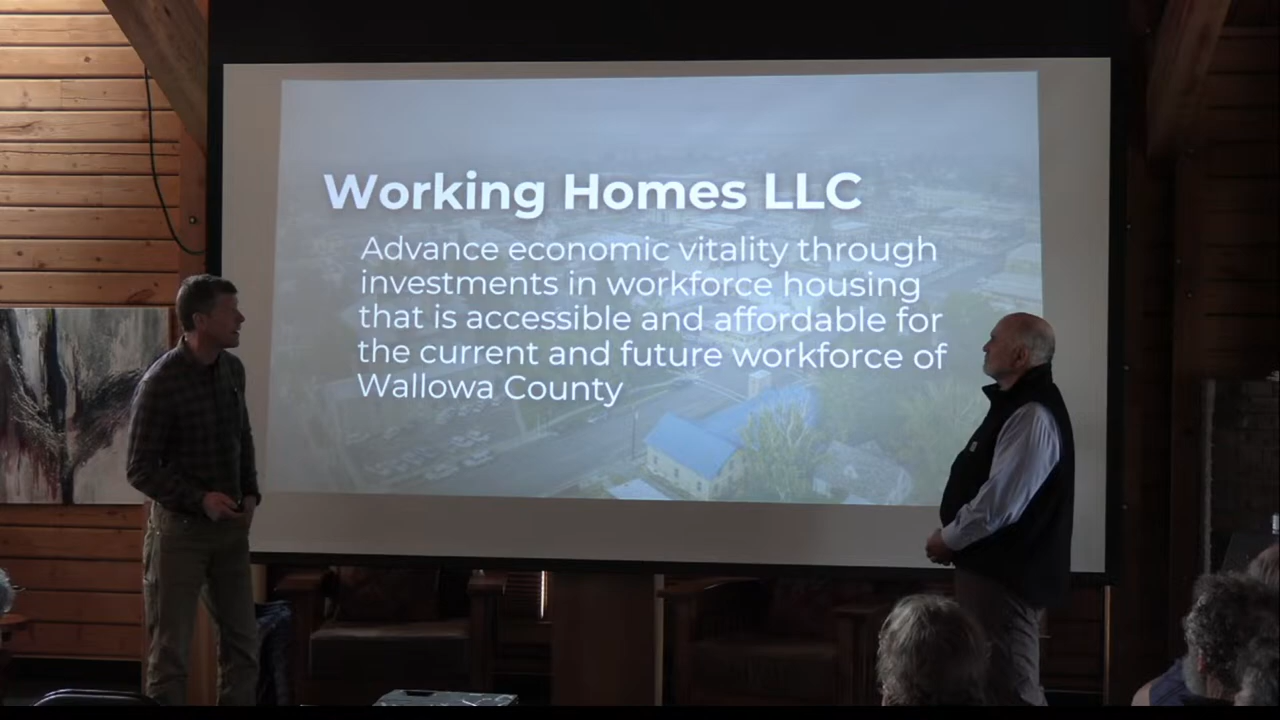 Working Homes LLC
Advance economic vitality through
investments in workforce housing
that is accessible and affordable for
the current and future workforce of
Wallowa County